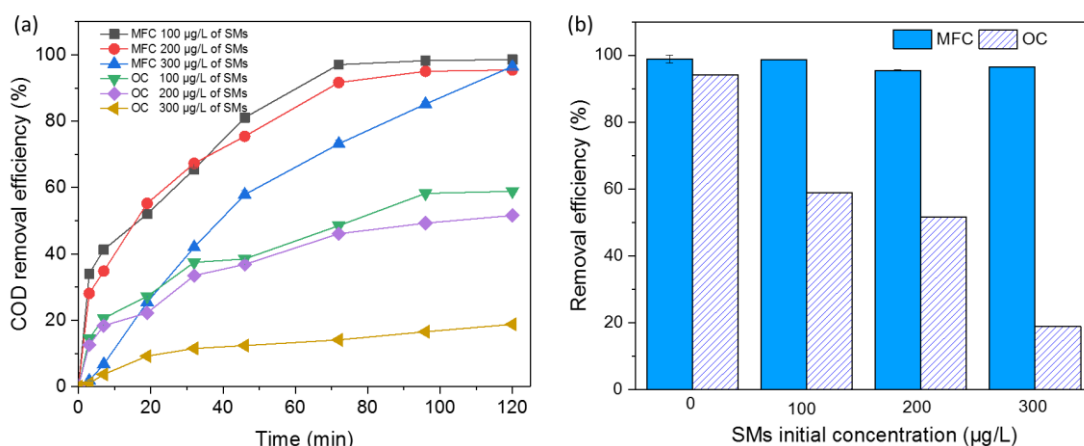 (a)
COD removal efficiency (%)
100
80
60
40
20
0
MFC 100 µg/L of SMs
MFC 200 µg/L of SMs
MFC 300 µg/L of SMs
OC 100 µg/L of SMs
OC 200 µg/L of SMs
OC 300 µg/L of SMs
0 20 40 60 80 100 120
Time (min)
(b)
Removal efficiency (%)
100
80
60
40
20
0
MFC OC
0 100 200 300
SMs initial concentration (µg/L)